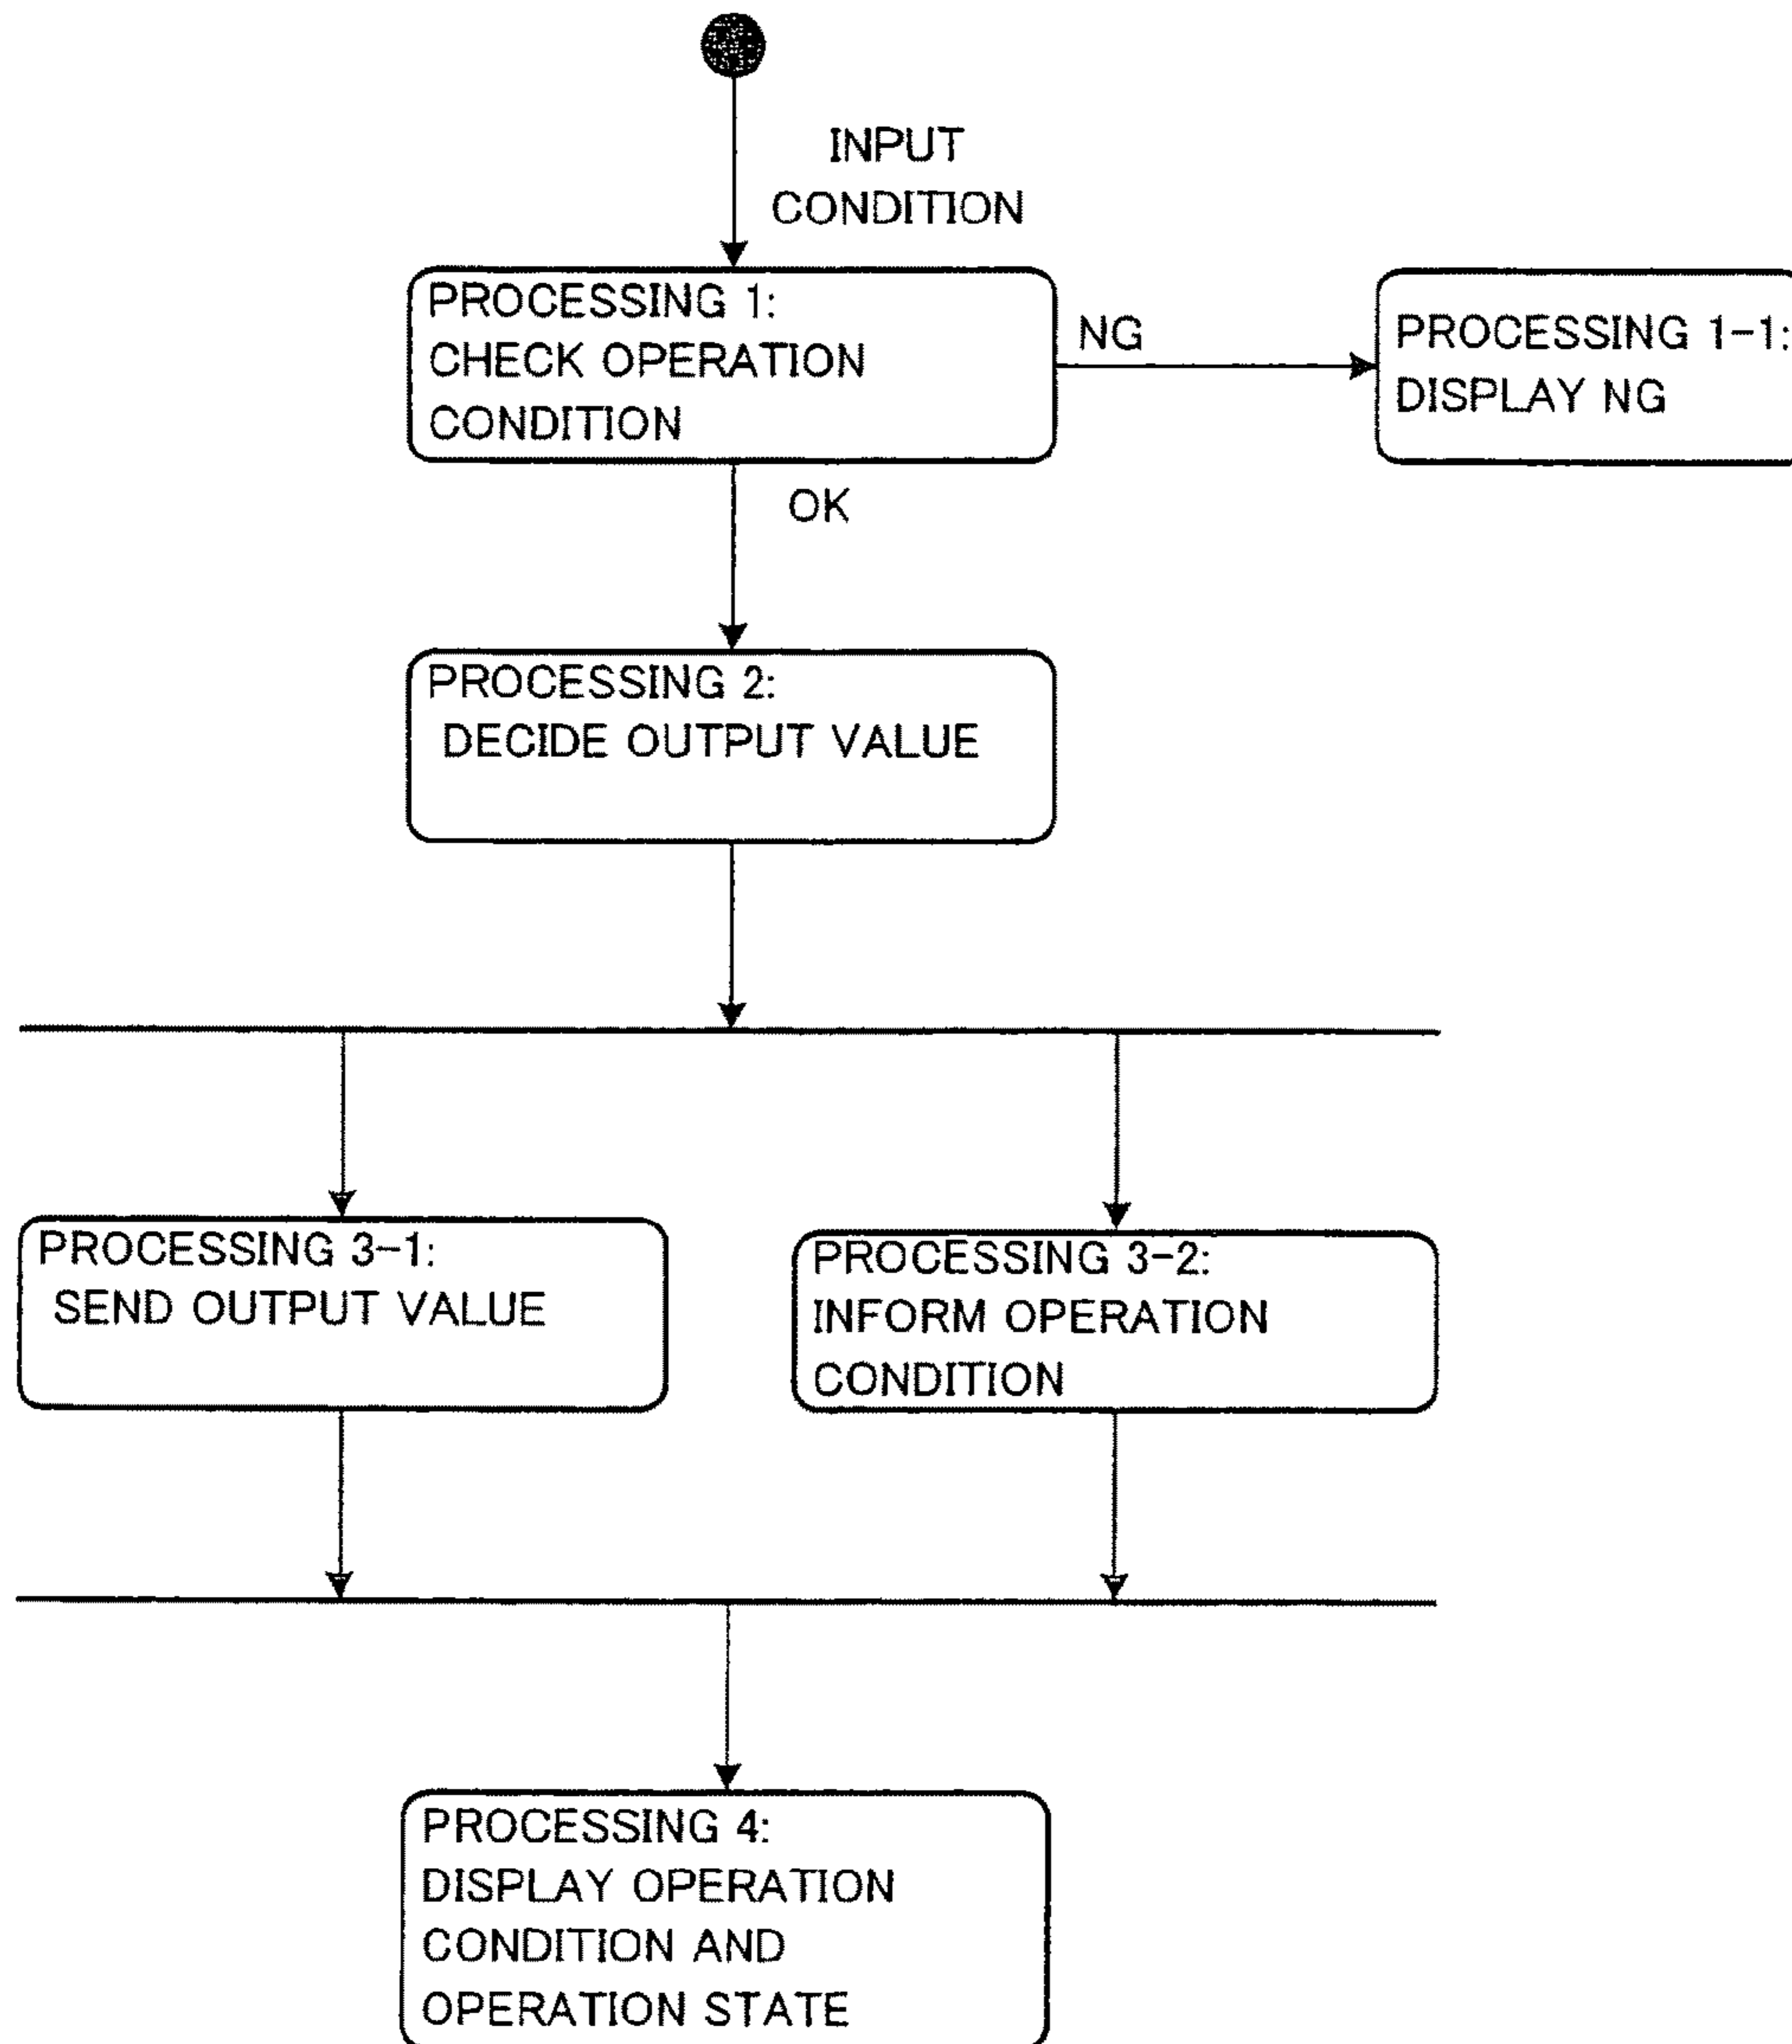 INPUT
CONDITION
PROCESSING 1:
CHECK OPERATION
CONDITION
NG
PROCESSING 1-1:
DISPLAY NG
OK
PROCESSING 2:
DECIDE OUTPUT VALUE
PROCESSING 3-1:
SEND OUTPUT VALUE
PROCESSING 3-2:
INFORM OPERATION
CONDITION
PROCESSING 4:
DISPLAY OPERATION
CONDITION AND
OPERATION STATE